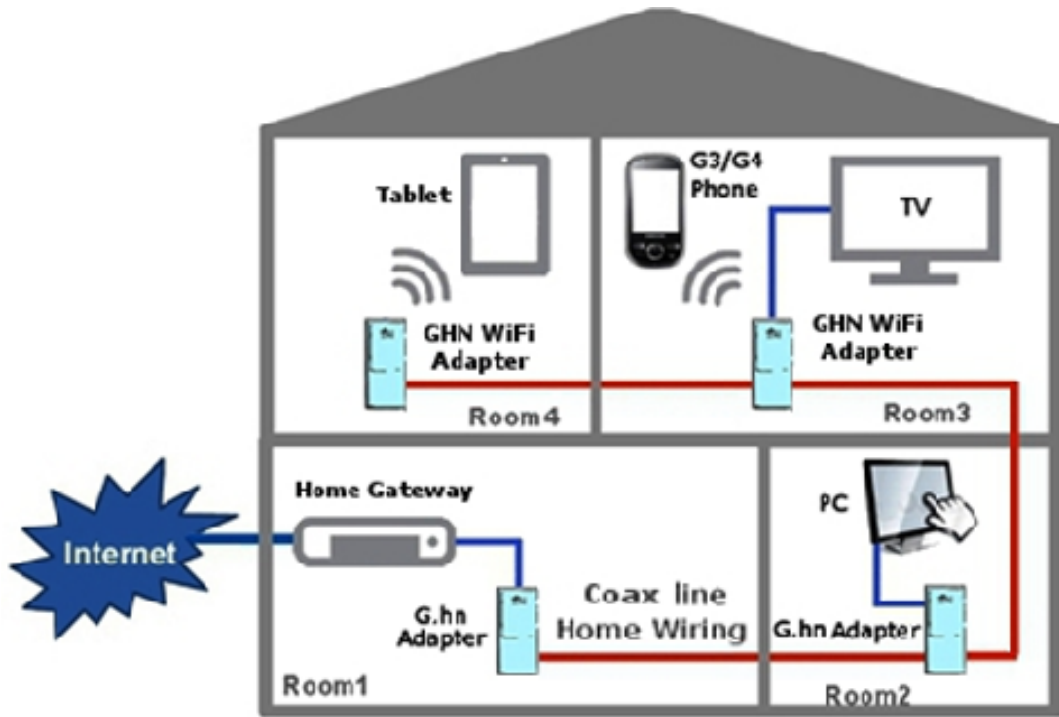 Tablet
G3/G4
Phone
TV
GHN WiFi
Adapter
GHN WiFi
Adapter
Room4
Room3
Home Gateway
PC
Internet
Coax line
Home Wiring
G.hn
Adapter
G.hn Adapter
Room1
Room2